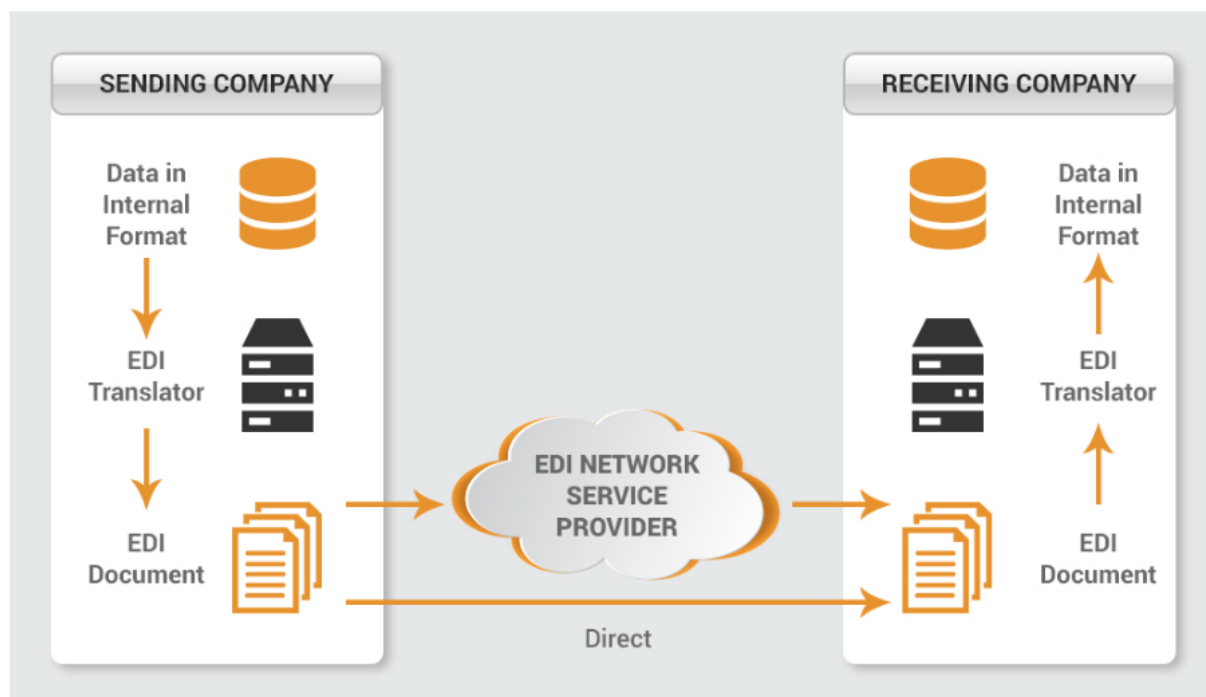 SENDING COMPANY
Data in
Internal
Format
EDI
Translator
EDI
Document
EDI NETWORK
SERVICE
PROVIDER
Direct
RECEIVING COMPANY
Data in
Internal
Format
EDI
Translator
EDI
Document